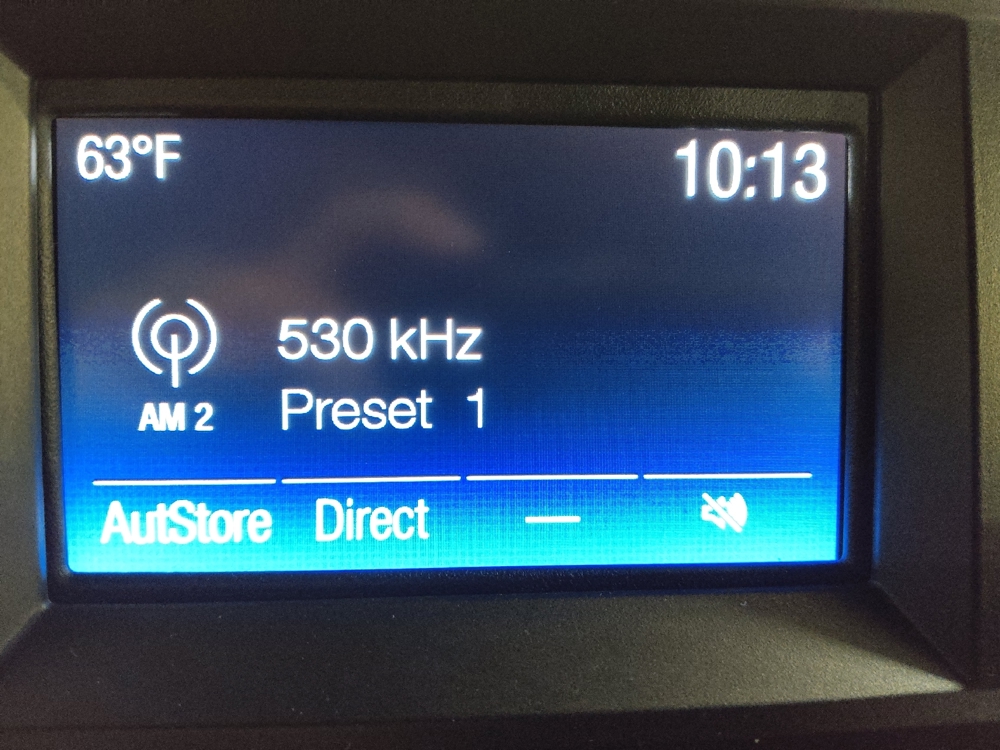 63°F
10:13
530 kHz
AM 2
Preset 1
AutStore
Direct